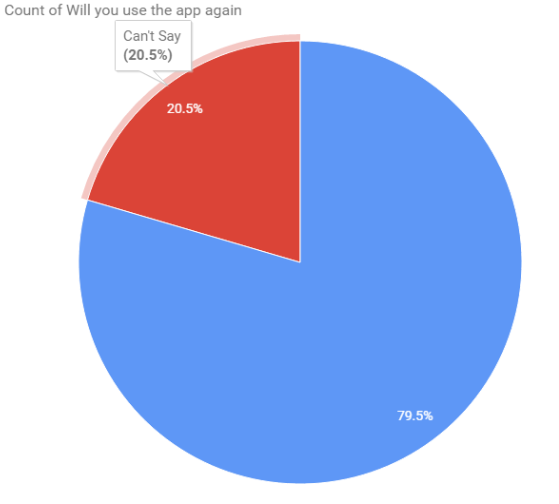 Count of Will you use the app again
Can't Say
(20.5%)
20.5%
79.5%